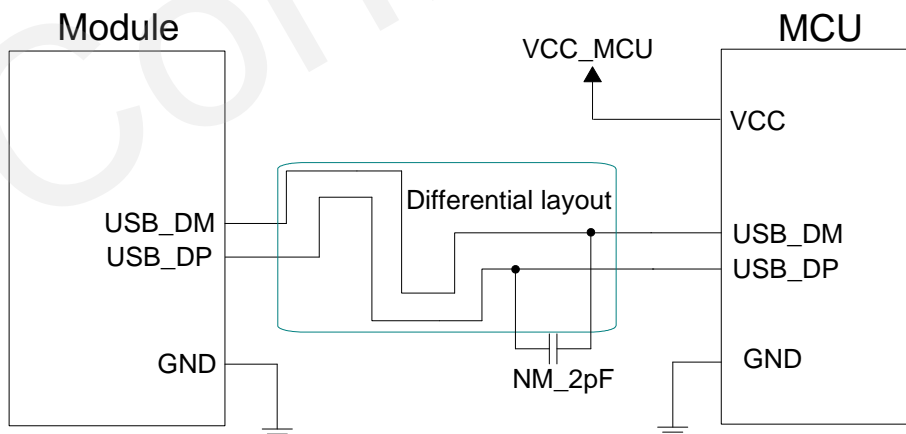 Module
MCU
VCC_MCU
VCC
Differential layout
USB_DM
USB_DP
USB_DM
USB_DP
GND
GND
NM_2pF